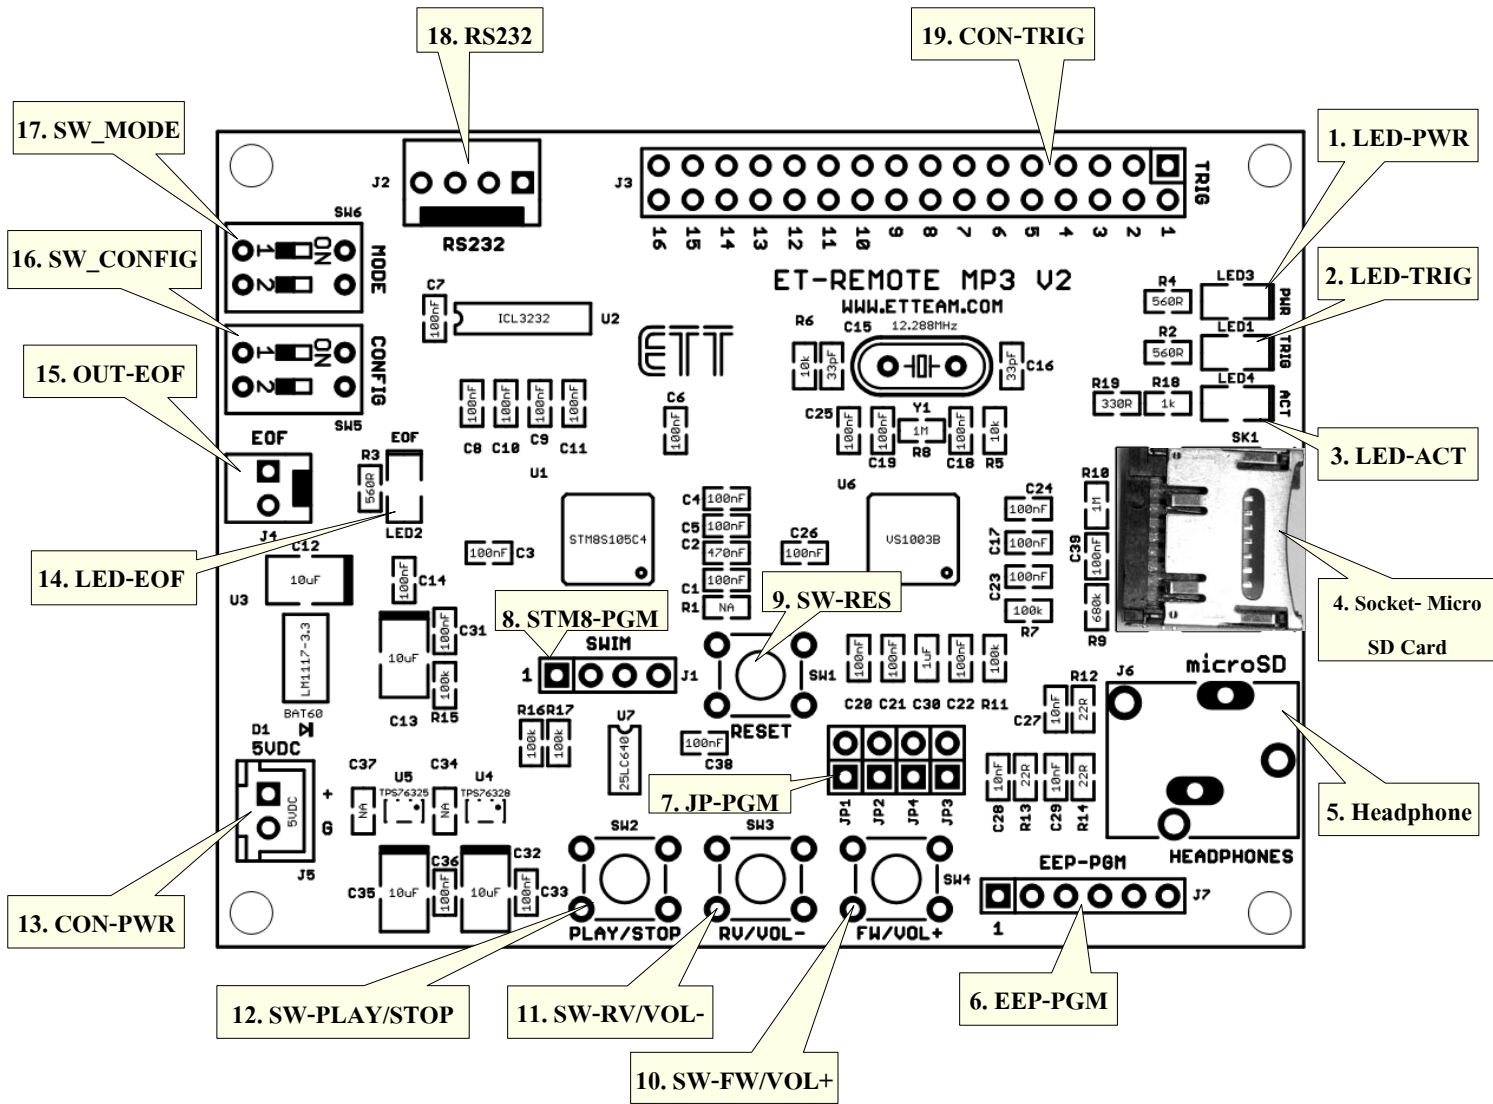 18. RS232
19. CON-TRIG
17. SW_MODE
1. LED-PWR
J2
J3
TRIG
SW6
RS232
16 15 14 13 12 11 10 9 8 7 6 5 4 3 2 1
1 ON
2
MODE
16. SW_CONFIG
2. LED-TRIG
ET-REMOTE MP3 V2
WWW.ETTEAM.COM
12.288MHz
C7
100nF
ICL3232
U2
ETT
R6
10k
C15
33pF
33pF
C16
R4
560R
LED3
PWR
R2
560R
LED1
TRIG
R19
330R
R18
1k
LED4
ACT
1 ON
2
CONFIG
SW5
15. OUT-EOF
3. LED-ACT
100nF 100nF 100nF 100nF
C8 C10 C9 C11
C6
100nF
C25
100nF
100nF
C19
Y1
1M
R8
100nF
C18
10k
R5
SK1
EOF
J4
R3
560R
EOF
LED2
U1
STM8S105C4
C4 100nF
C5 100nF
C2 470nF
C1 100nF
R1 NA
U6
VS1003B
C26
100nF
C24
100nF
C17 100nF
C23 100nF
100k
R7
R10
1M
C39
100nF
680k
R9
14. LED-EOF
C12
10uF
100nF C3
100nF
C14
U3
LM1117-3.3
BAT60
D1
4. Socket- Micro
SD Card
8. STM8-PGM
9. SW-RES
SWIM
1
J1
SW1
RESET
10uF
C13
100nF
C31
100k
R15
R16 R17
100k 100k
U7
25LC640
100nF
C38
100nF 100nF 1uF 100nF 100k
C20 C21 C30 C22 R11
microSD
J6
C27
10nF
R12
22R
5VDC
5VDC
+
G
J5
C37
NA
U5
TPS76325
C34
NA
U4
TPS76328
7. JP-PGM
JP1 JP2 JP4 JP3
10nF 22R 10nF 22R
C28 R13 C29 R14
5. Headphone
HEADPHONES
C35
10uF
C36
100nF
10uF
C32
100nF
C33
SW2
SW3
SW4
PLAY/STOP
RV/VOL-
FW/VOL+
EEP-PGM
1
J7
13. CON-PWR
12. SW-PLAY/STOP
11. SW-RV/VOL-
6. EEP-PGM
10. SW-FW/VOL+